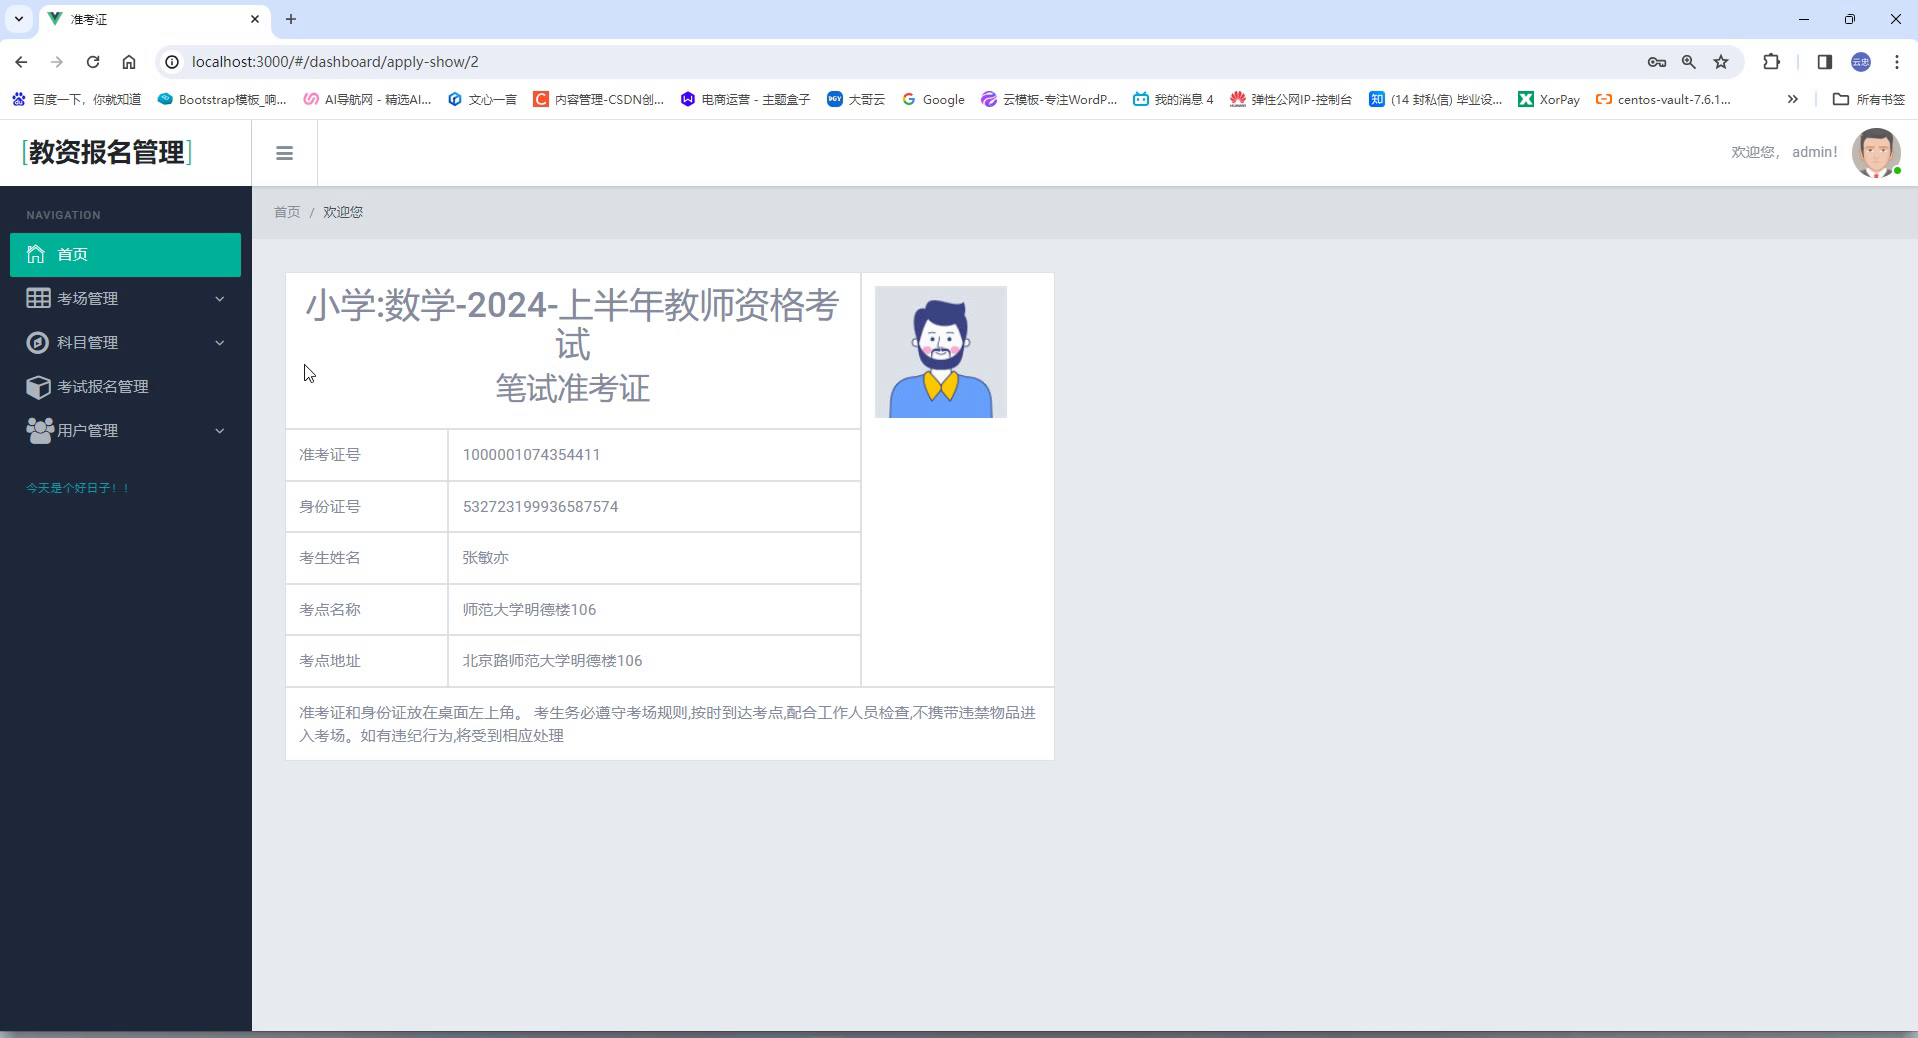 准考证
localhost:3000/#/dashboard/apply-show/2
云忠
百度一下，你就知道
Bootstrap模板_响...
AI导航网 - 精选AI...
文心一言
内容管理-CSDN创...
电商运营 - 主题盒子
大哥云
Google
云模板-专注WordP...
我的消息 4
弹性公网IP-控制台
(14 封私信) 毕业设...
XorPay
centos-vault-7.6.1...
所有书签
[教资报名管理]
欢迎您， admin!
NAVIGATION
首页
考场管理
科目管理
考试报名管理
用户管理
今天是个好日子！！
首页 / 欢迎您
小学:数学-2024-上半年教师资格考
试
笔试准考证
准考证号 1000001074354411
身份证号 532723199936587574
考生姓名 张敏亦
考点名称 师范大学明德楼106
考点地址 北京路师范大学明德楼106
准考证和身份证放在桌面左上角。 考生务必遵守考场规则,按时到达考点,配合工作人员检查,不携带违禁物品进
入考场。如有违纪行为,将受到相应处理